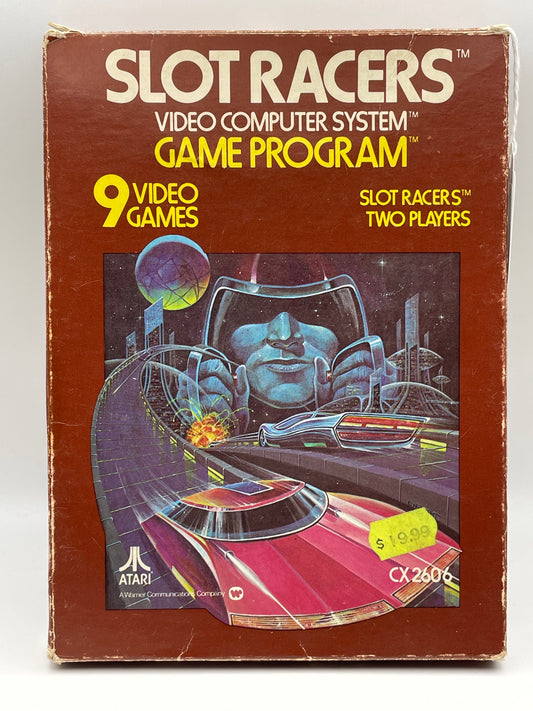 SLOT RACERS™
VIDEO COMPUTER SYSTEM™
GAME PROGRAM™
9 VIDEO GAMES
SLOT RACERS™
TWO PLAYERS
$ 19.99
ATARI
CX2606
A Warner Communications Company